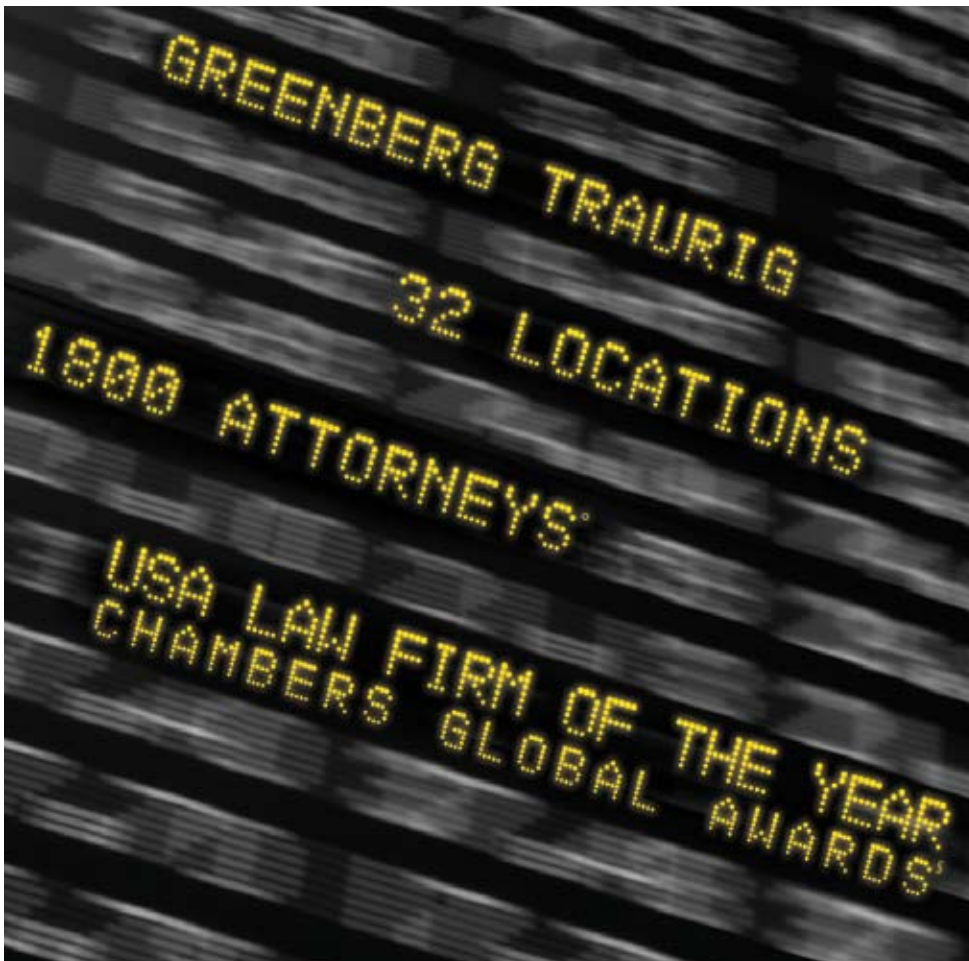 GREENBERG TRAURIG
32 LOCATIONS
1800 ATTORNEYS°
USA LAW FIRM OF THE YEAR
CHAMBERS GLOBAL AWARDS